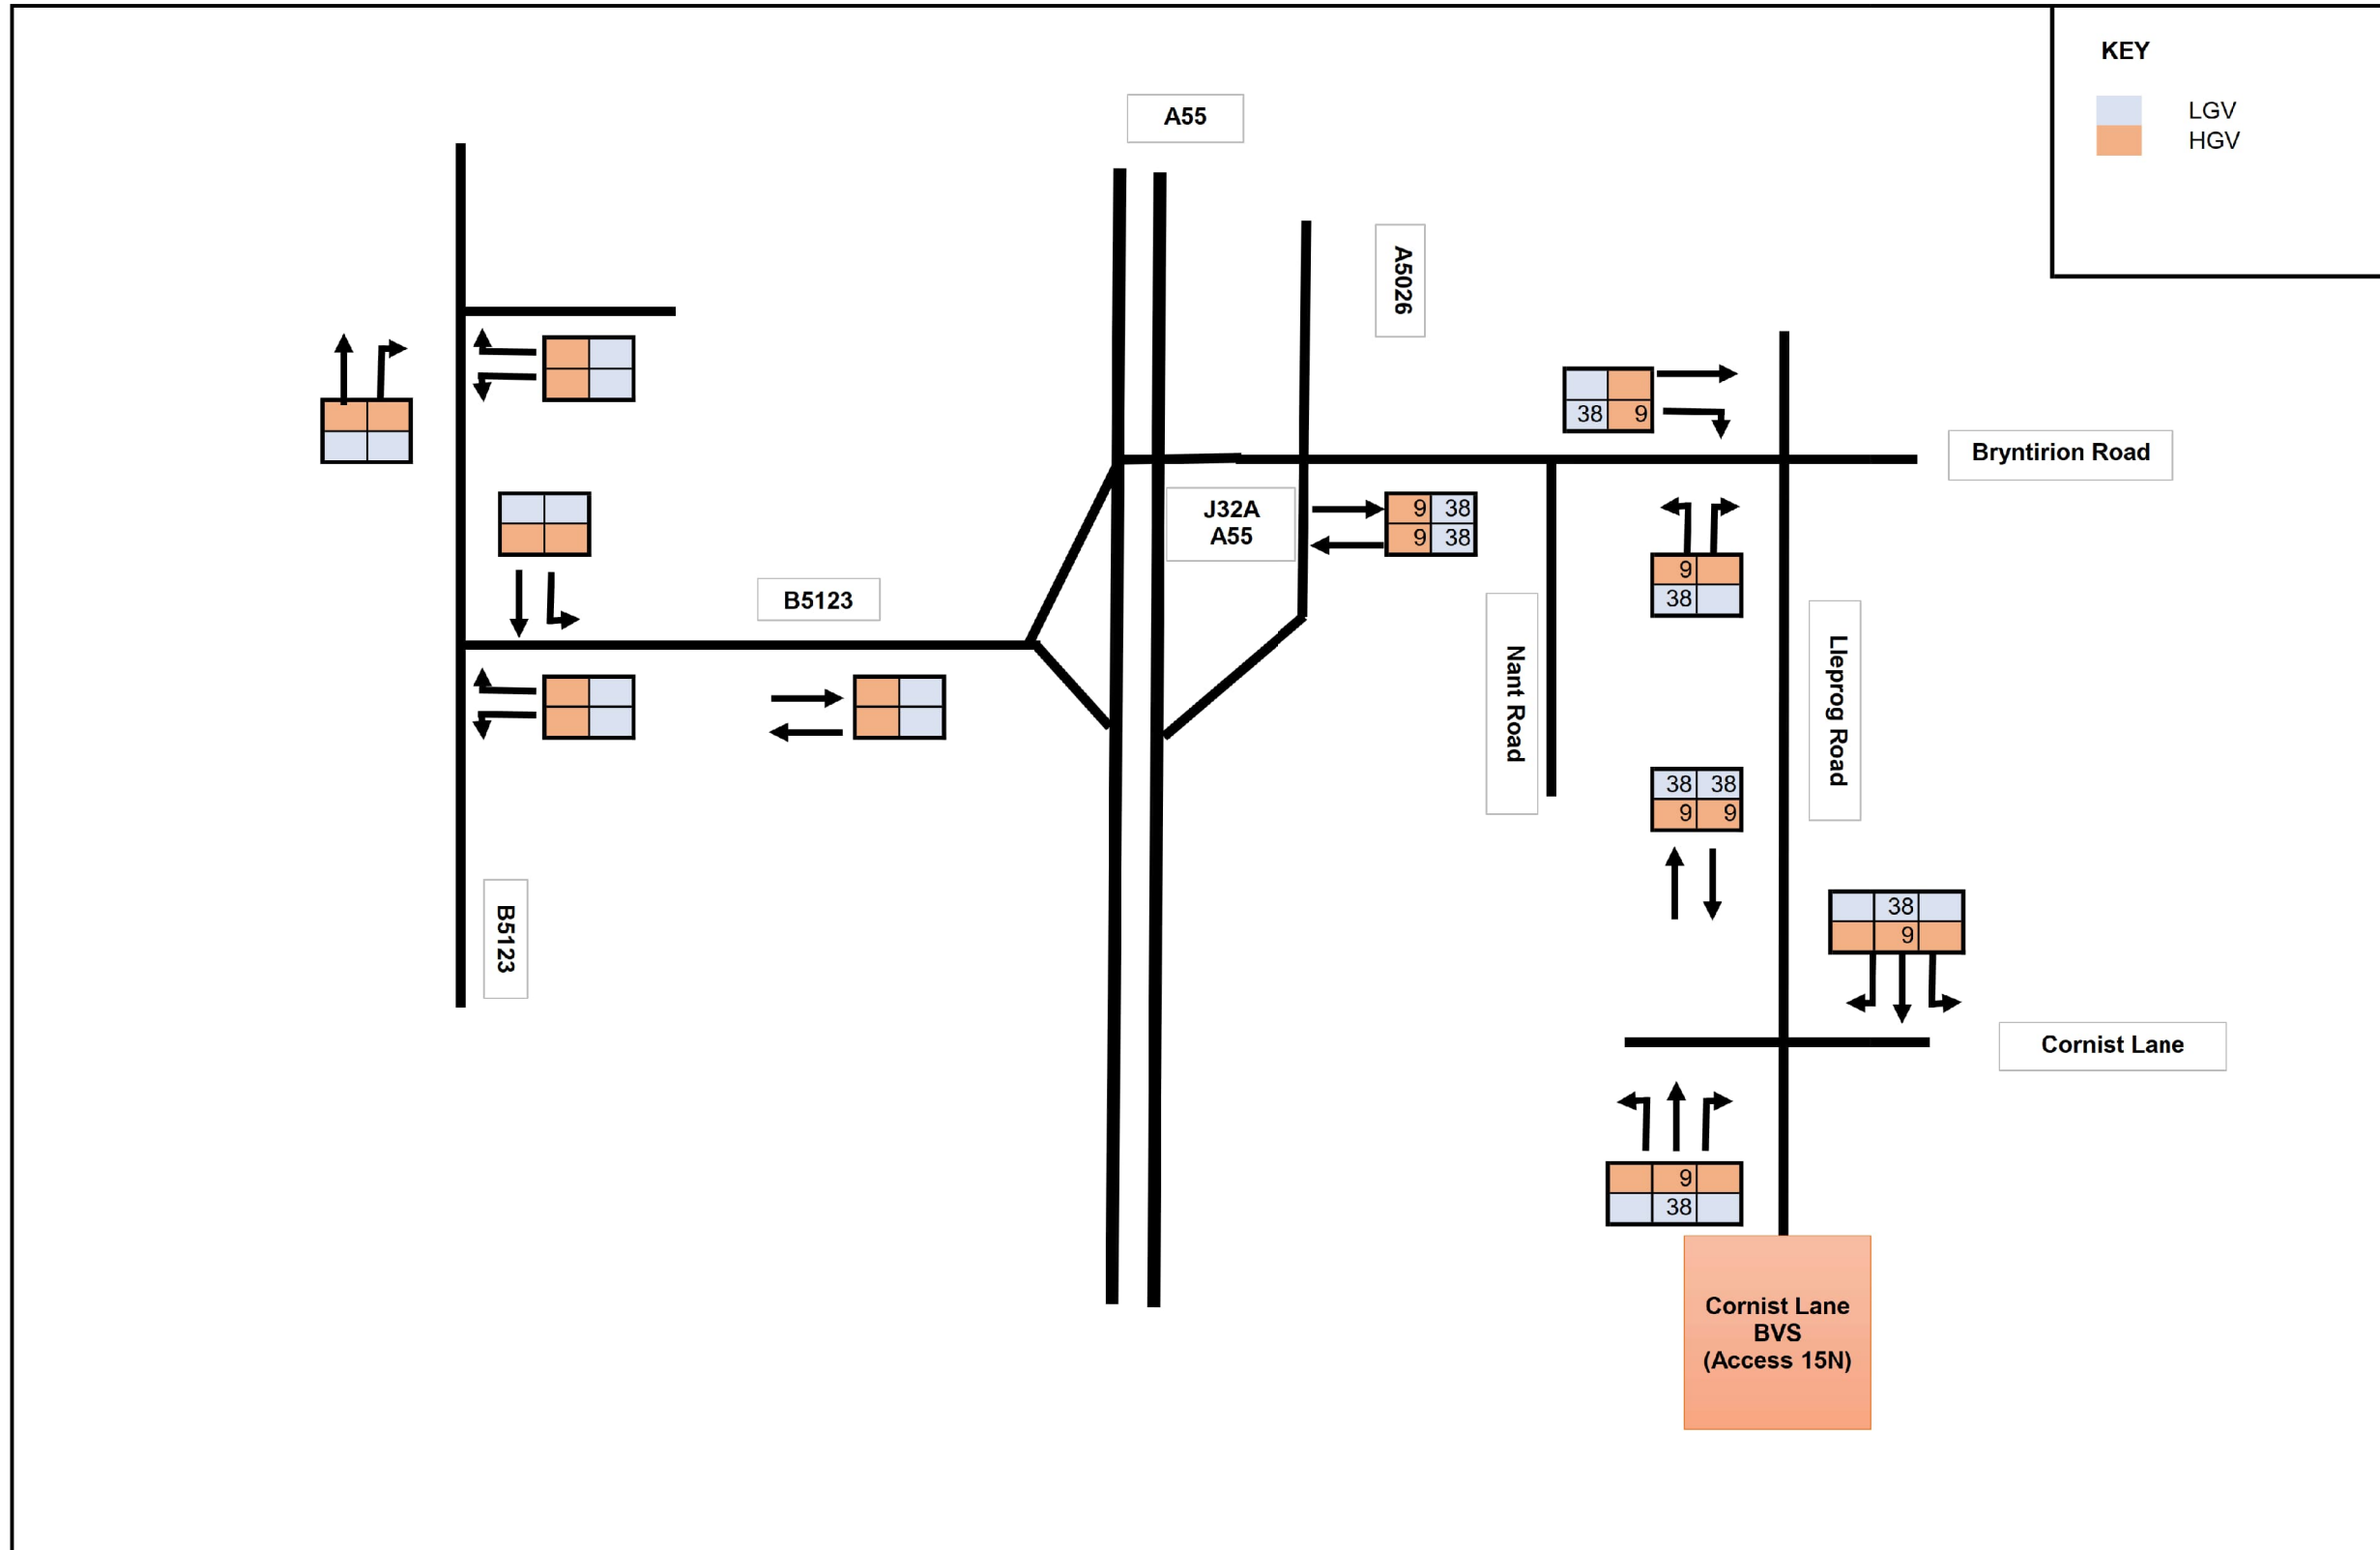 KEY
LGV
HGV
A55
A5026
38 9
Bryntirion Road
J32A
A55
9 38
9 38
9
38
B5123
Nant Road
Lleprog Road
38 38
9 9
B5123
38
9
Cornist Lane
9
38
Cornist Lane
BVS
(Access 15N)